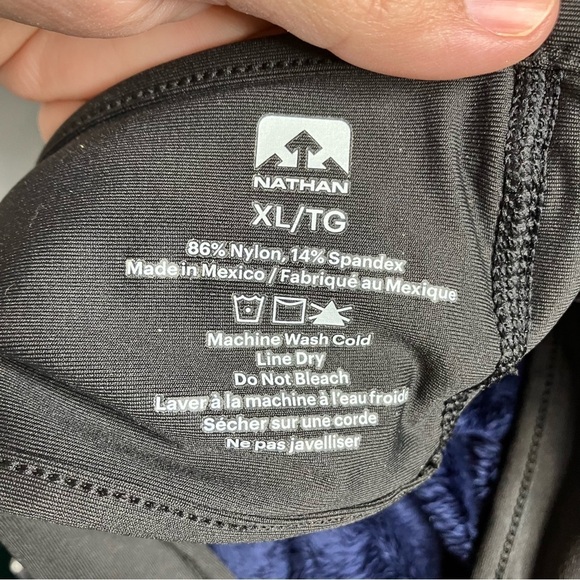 NATHAN
XL/TG
86% Nylon, 14% Spandex
Made in Mexico / Fabriqué au Mexique
Machine Wash Cold
Line Dry
Do Not Bleach
Laver à la machine à l'eau froide
Sécher sur une corde
Ne pas javelliser